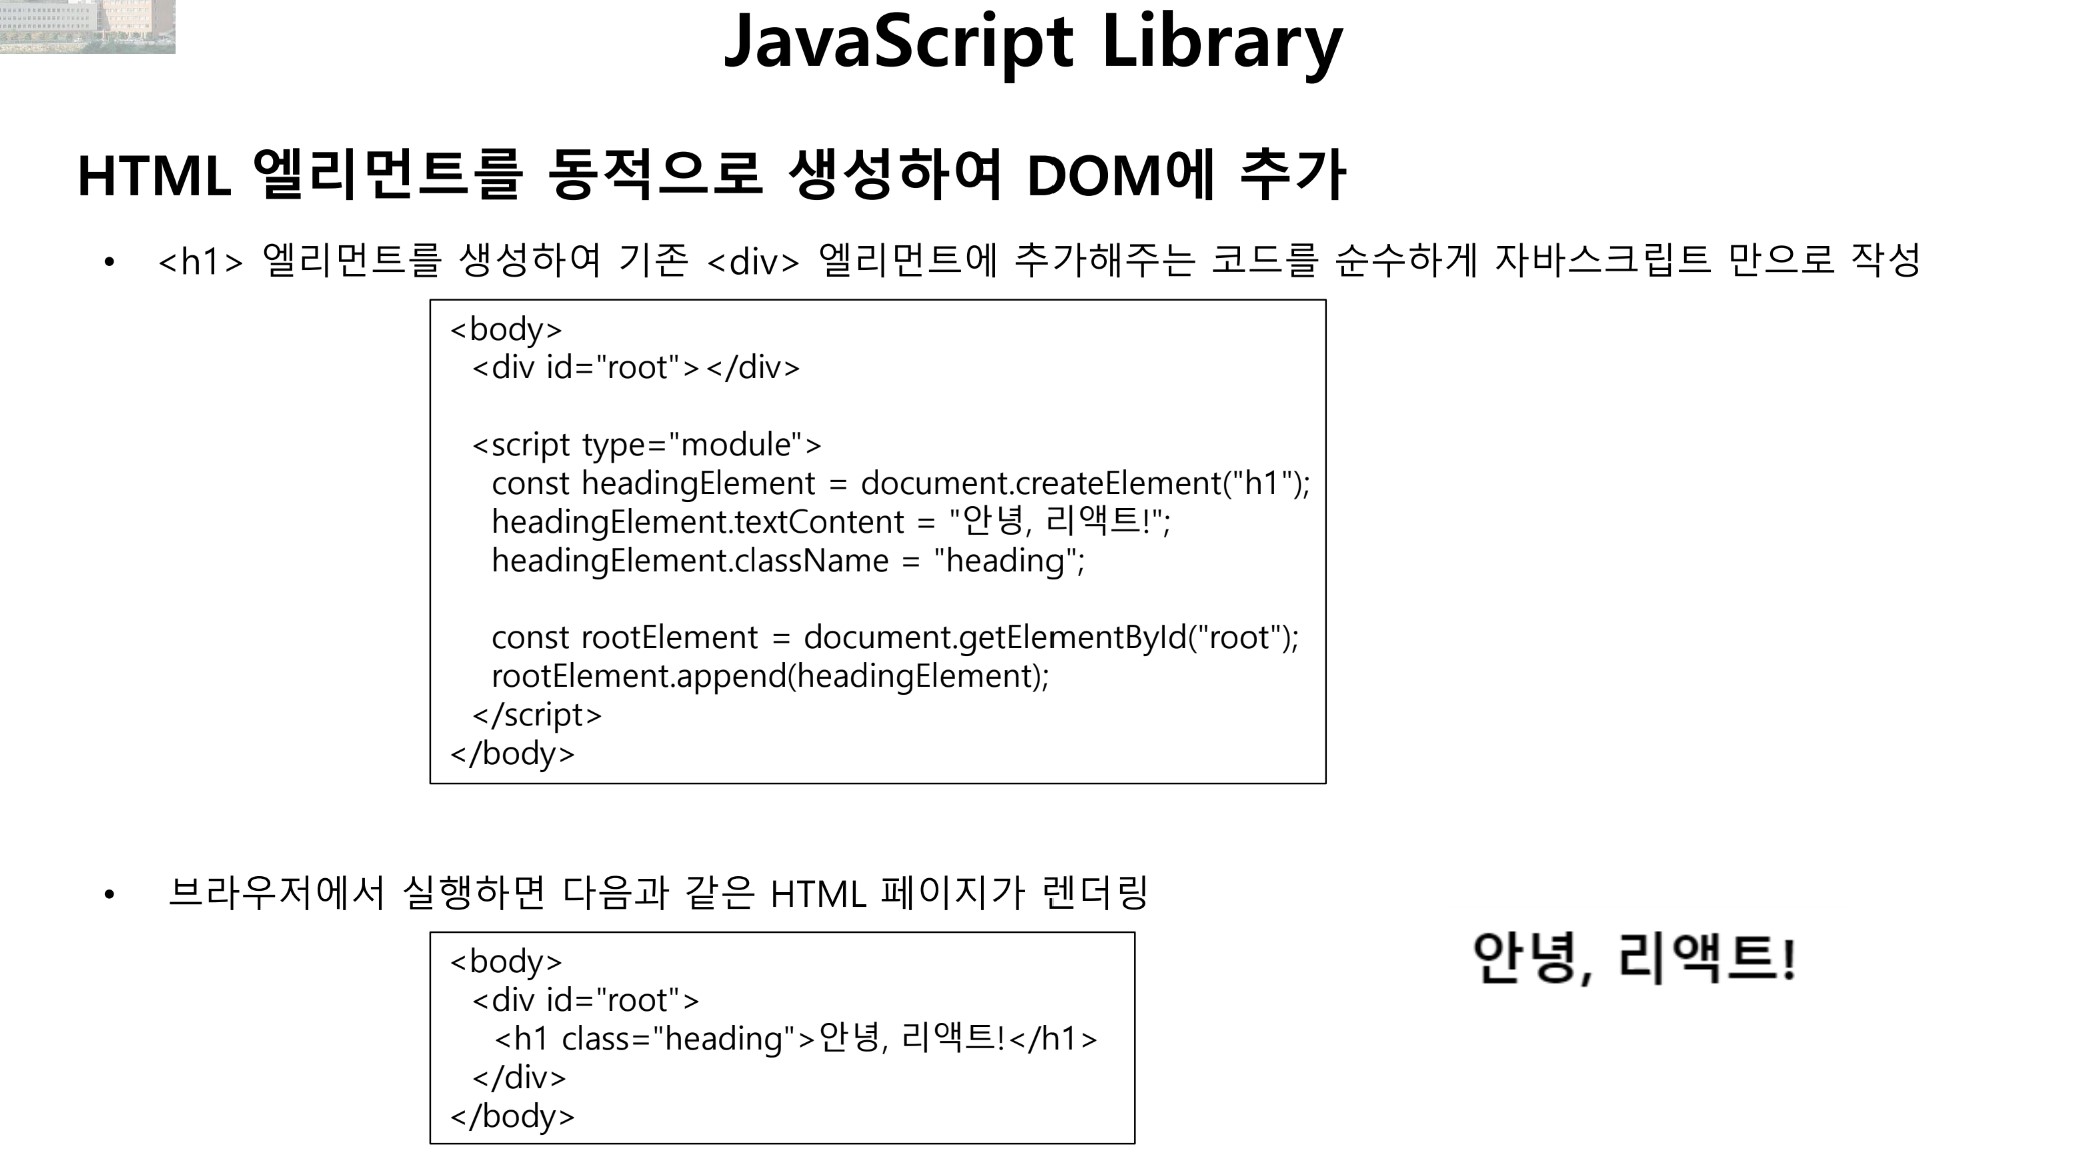 JavaScript Library
HTML 엘리먼트를 동적으로 생성하여 DOM에 추가
• <h1> 엘리먼트를 생성하여 기존 <div> 엘리먼트에 추가해주는 코드를 순수하게 자바스크립트 만으로 작성
<body>
<div id="root"></div>
<script type="module">
const headingElement = document.createElement("h1");
headingElement.textContent = "안녕, 리액트!";
headingElement.className = "heading";
const rootElement = document.getElementById("root");
rootElement.append(headingElement);
</script>
</body>
• 브라우저에서 실행하면 다음과 같은 HTML 페이지가 렌더링
<body>
<div id="root">
<h1 class="heading">안녕, 리액트!</h1>
</div>
</body>
안녕, 리액트!